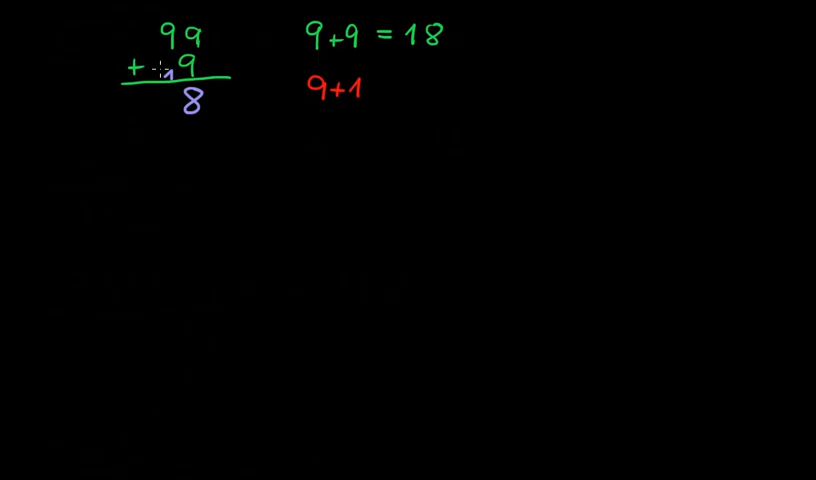 99 9+9 = 18
+ 19 9+1
8